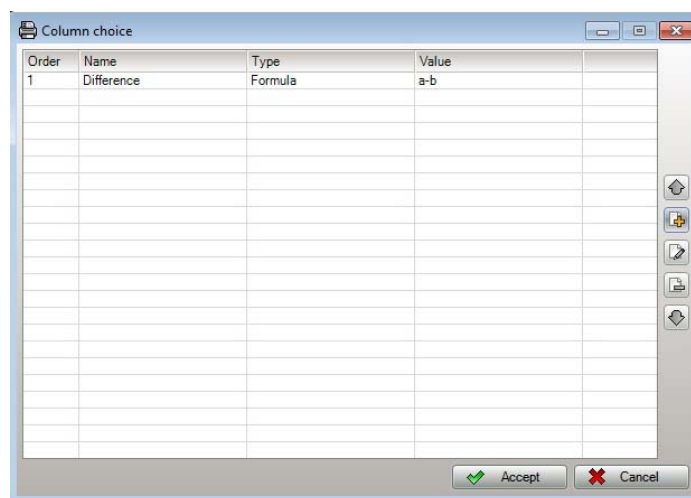 Column choice
Order Name Type Value
1 Difference Formula a-b
Accept Cancel